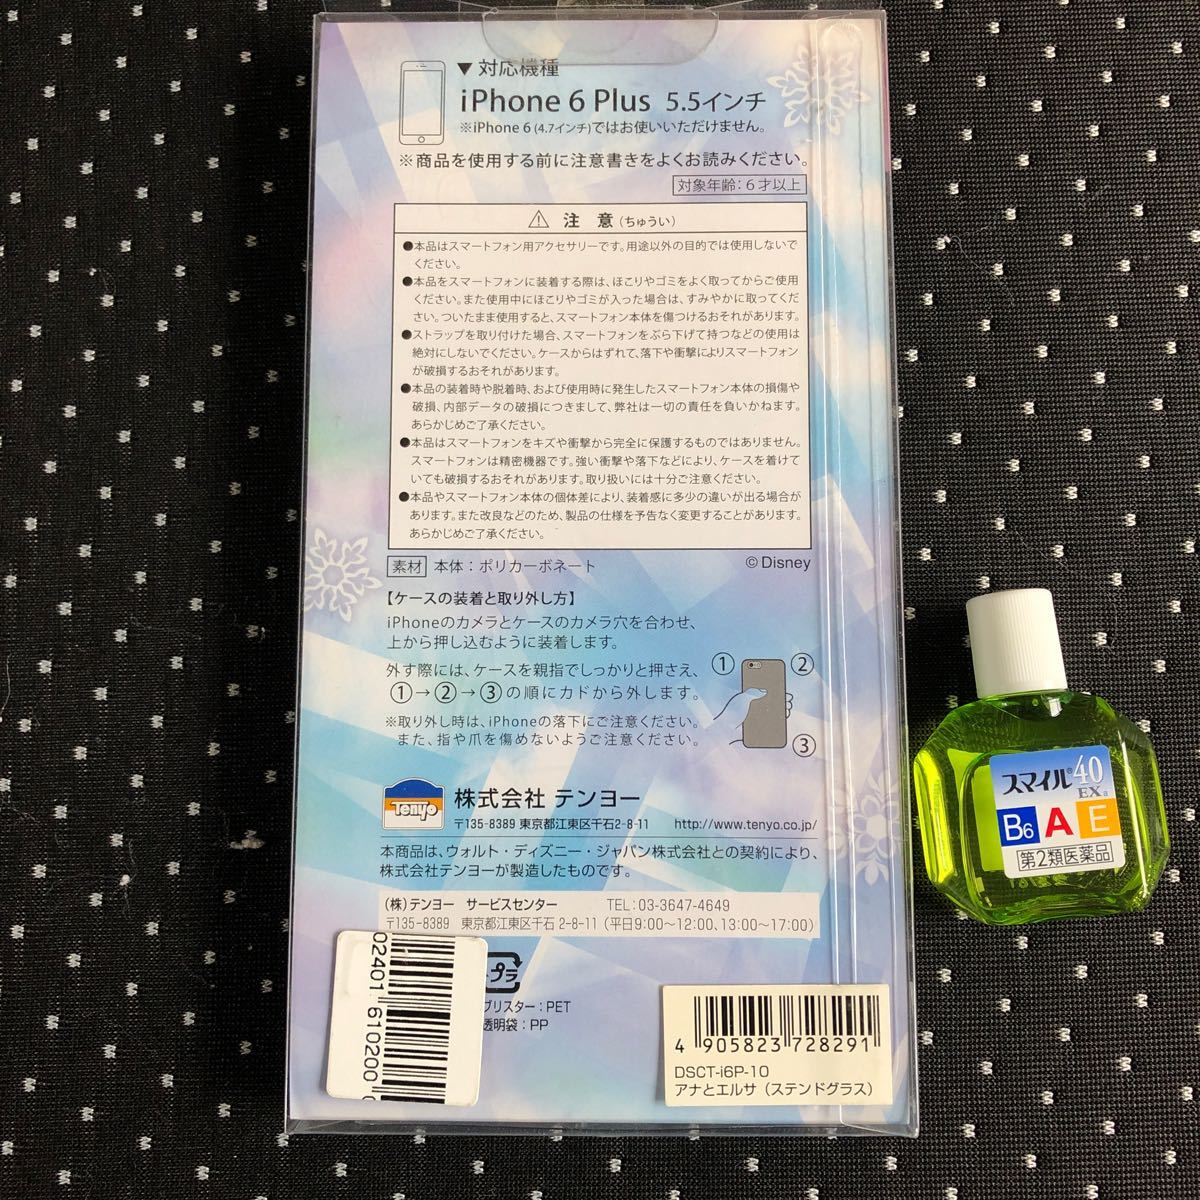 ▼対応機種
iPhone 6 Plus 5.5インチ
※iPhone 6 (4.7インチ)ではお使いいただけません。
※商品を使用する前に注意書きをよくお読みください。
対象年齢:6才以上
⚠ 注 意 (ちゅうい)
●本品はスマートフォン用アクセサリーです。用途以外の目的では使用しないで
ください。
●本品をスマートフォンに装着する際は、ほこりやゴミをよく取ってからご使用
ください。また使用中にほこりやゴミが入った場合は、すみやかに取ってくだ
さい。ついたまま使用すると、スマートフォン本体を傷つけるおそれがあります。
●ストラップを取り付けた場合、スマートフォンをぶら下げて持つなどの使用は
絶対にしないでください。ケースからはずれて、落下や衝撃によりスマートフォン
が破損するおそれがあります。
●本品の装着時や脱着時、および使用時に発生したスマートフォン本体の損傷や
破損、内部データの破損につきまして、弊社は一切の責任を負いかねます。
あらかじめご了承ください。
●本品はスマートフォンをキズや衝撃から完全に保護するものではありません。
スマートフォンは精密機器です。強い衝撃や落下などにより、ケースを着けて
いても破損するおそれがあります。取り扱いには十分ご注意ください。
●本品やスマートフォン本体の個体差により、装着感に多少の違いが出る場合が
あります。また改良などのため、製品の仕様を予告なく変更することがあります。
あらかじめご了承ください。
素材 本体:ポリカーボネート
©Disney
【ケースの装着と取り外し方】
iPhoneのカメラとケースのカメラ穴を合わせ、
上から押し込むように装着します。
外す際には、ケースを親指でしっかりと押さえ、
①→②→③の順にカドから外します。
※取り外し時は、iPhoneの落下にご注意ください。
また、指や爪を傷めないようご注意ください。
① ②
③
Tenyo
株式会社 テンヨー
〒135-8389 東京都江東区千石2-8-11 http://www.tenyo.co.jp/
本商品は、ウォルト・ディズニー・ジャパン株式会社との契約により、
株式会社テンヨーが製造したものです。
(株)テンヨー サービスセンター TEL: 03-3647-4649
〒135-8389 東京都江東区千石 2-8-11 (平日9:00〜12:00、13:00〜17:00)
プラ
ブリスター:PET
透明袋:PP
02401 610200
4 905823 728291
DSCT-i6P-10
アナとエルサ(ステンドグラス)
スマイル®40
EXa
B6 A E
第2類医薬品